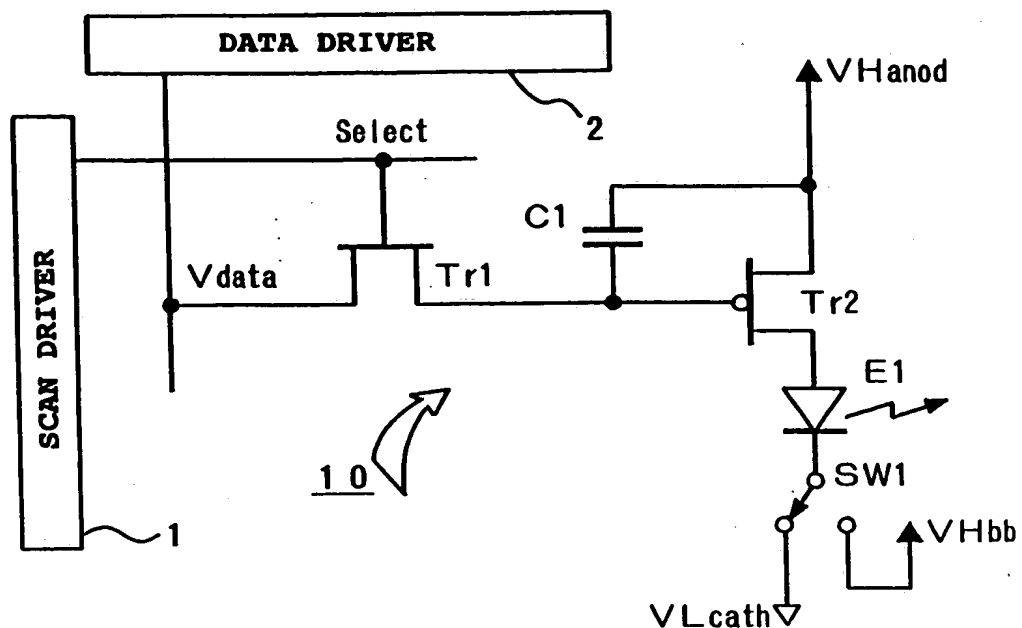 DATA DRIVER
VHanod
2
Select
C1
Vdata
Tr1
Tr2
SCAN DRIVER
E1
10
SW1
1
VHbb
VLcath